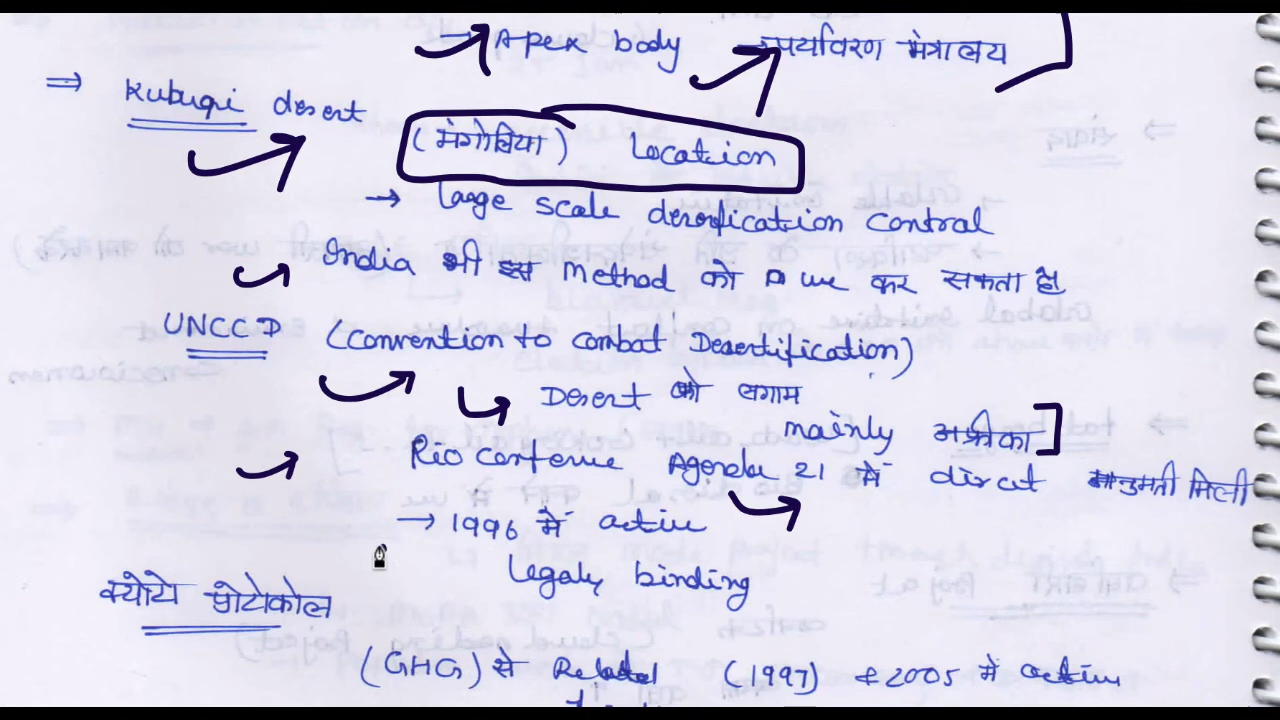 → Apex body → पर्यावरण मंत्रालय
⇒ Kubuqi desert
(मंगोलिया) Location
→ Large scale desrofication control
India भी इस Method को use कर सकता है
UNCCD (Convention to combat Desertification)
Desert को लगाम
mainly अफ्रीका
Rio conferene Agenda 21 में direct अनुमती मिली
→ 1996 में active
Legaly binding
क्योटो प्रोटोकोल
(GHG) से Related (1997) & 2005 में active